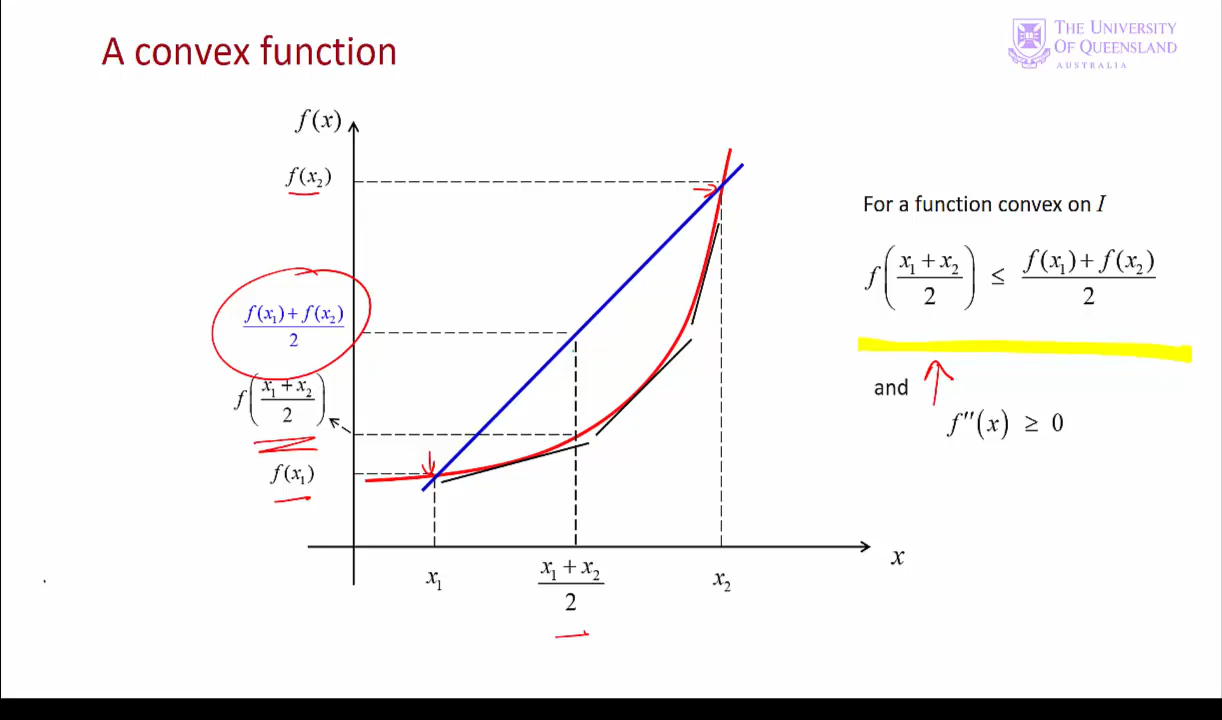 A convex function
THE UNIVERSITY
OF QUEENSLAND
AUSTRALIA
f(x)
f(x₂)
f(x₁) + f(x₂)
2
f(x₁ + x₂)
2
f(x₁)
x₁
x₁ + x₂
2
x₂
x
For a function convex on I
f((x₁ + x₂)/2) ≤ (f(x₁) + f(x₂))/2
and
f″(x) ≥ 0